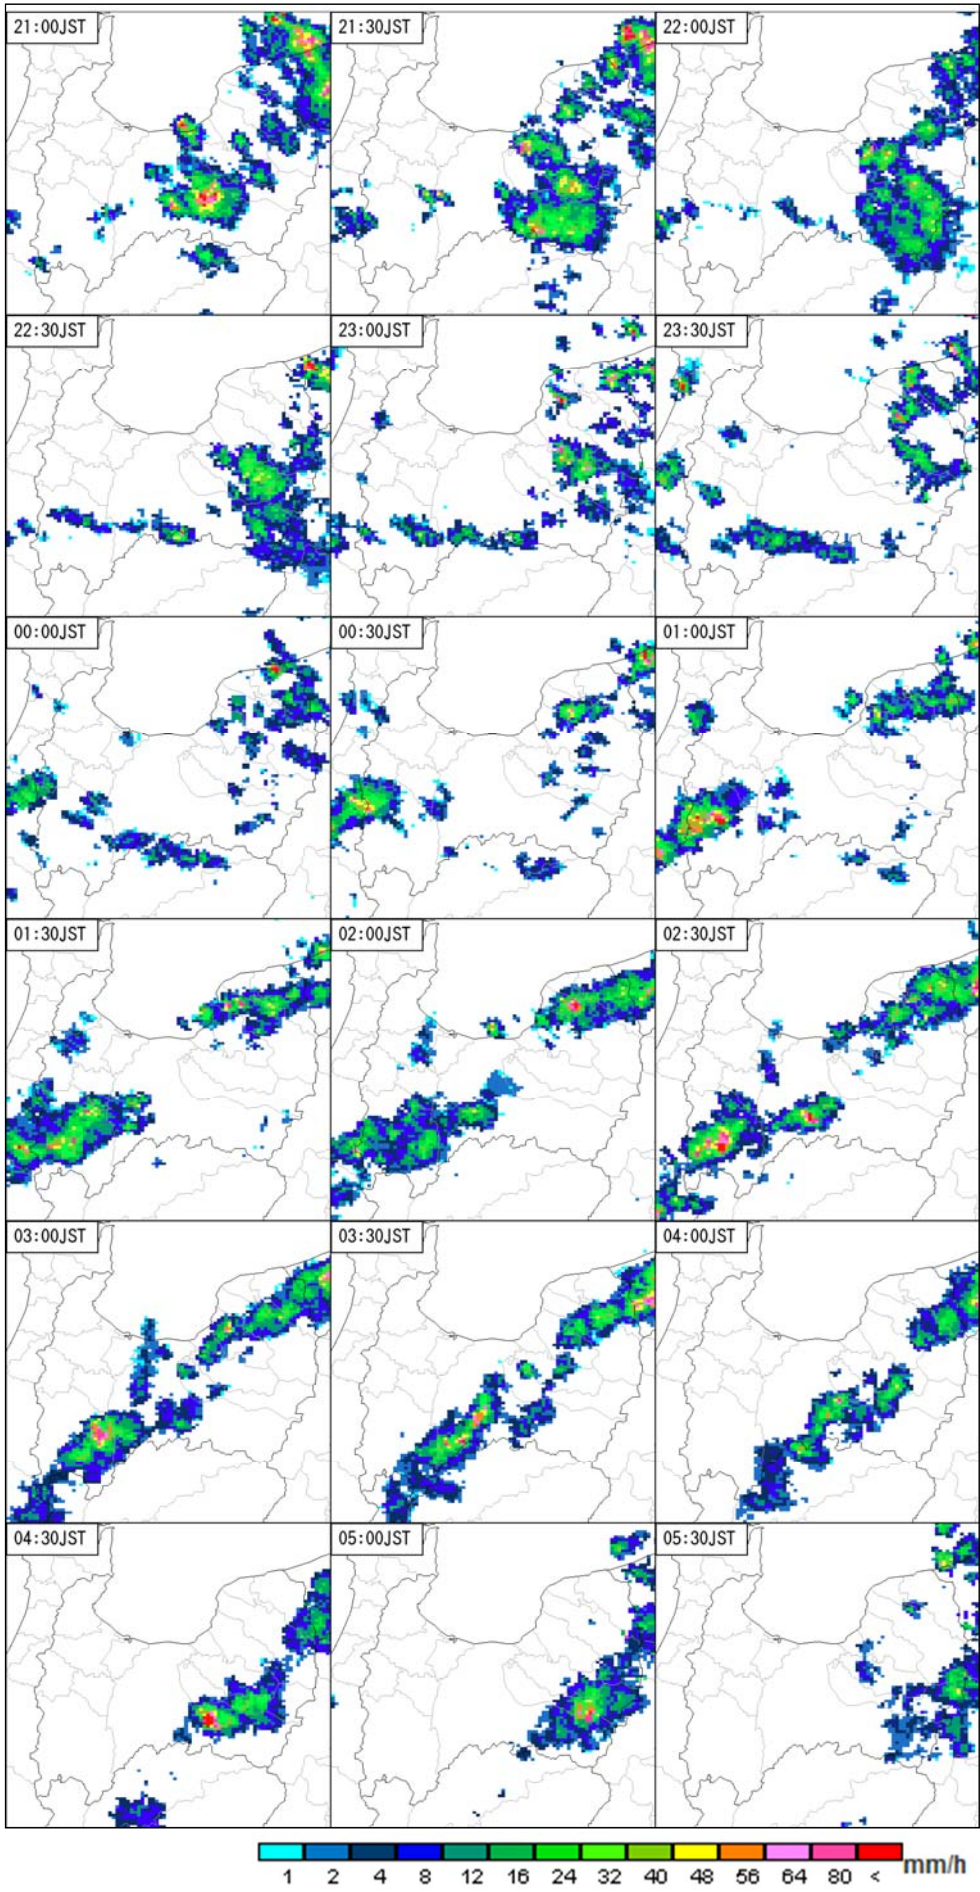 21:00JST 21:30JST 22:00JST
22:30JST 23:00JST 23:30JST
00:00JST 00:30JST 01:00JST
01:30JST 02:00JST 02:30JST
03:00JST 03:30JST 04:00JST
04:30JST 05:00JST 05:30JST
1 2 4 8 12 16 24 32 40 48 56 64 80 < mm/h